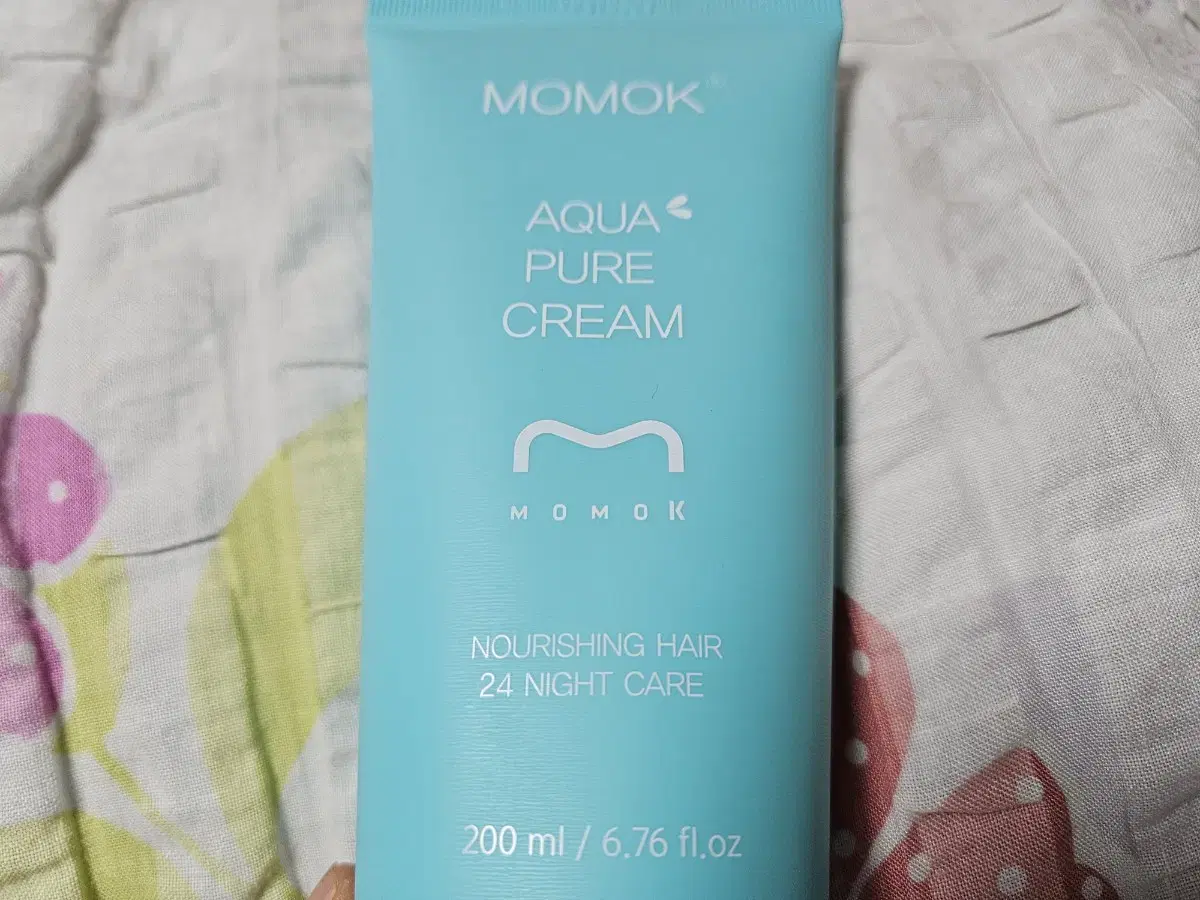 MOMOK
AQUA
PURE
CREAM
MOMOK
NOURISHING HAIR
24 NIGHT CARE
200 ml / 6.76 fl.oz